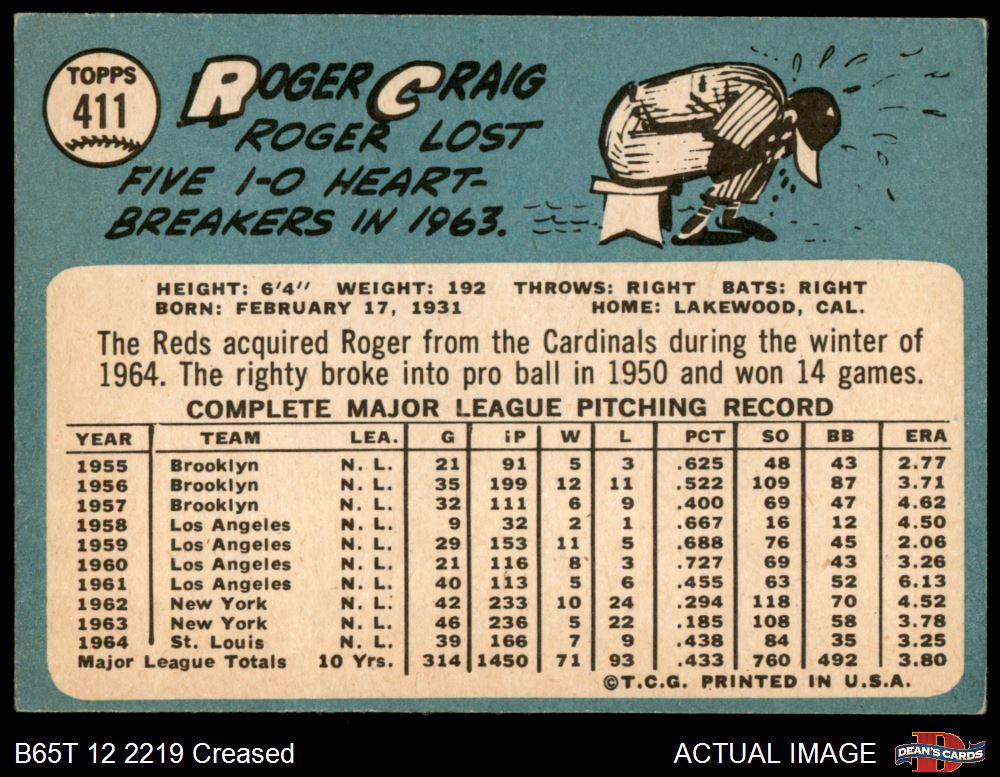 TOPPS
411
ROGER CRAIG
ROGER LOST
FIVE 1-0 HEART-
BREAKERS IN 1963.
HEIGHT: 6'4" WEIGHT: 192 THROWS: RIGHT BATS: RIGHT
BORN: FEBRUARY 17, 1931 HOME: LAKEWOOD, CAL.
The Reds acquired Roger from the Cardinals during the winter of
1964. The righty broke into pro ball in 1950 and won 14 games.
COMPLETE MAJOR LEAGUE PITCHING RECORD
YEAR TEAM LEA. G IP W L PCT SO BB ERA
1955 Brooklyn N. L. 21 91 5 3 .625 48 43 2.77
1956 Brooklyn N. L. 35 199 12 11 .522 109 87 3.71
1957 Brooklyn N. L. 32 111 6 9 .400 69 47 4.62
1958 Los Angeles N. L. 9 32 2 1 .667 16 12 4.50
1959 Los Angeles N. L. 29 153 11 5 .688 76 45 2.06
1960 Los Angeles N. L. 21 116 8 3 .727 69 43 3.26
1961 Los Angeles N. L. 40 113 5 6 .455 63 52 6.13
1962 New York N. L. 42 233 10 24 .294 118 70 4.52
1963 New York N. L. 46 236 5 22 .185 108 58 3.78
1964 St. Louis N. L. 39 166 7 9 .438 84 35 3.25
Major League Totals 10 Yrs. 314 1450 71 93 .433 760 492 3.80
©T.C.G. PRINTED IN U.S.A.
B65T 12 2219 Creased ACTUAL IMAGE
DEAN'S CARDS